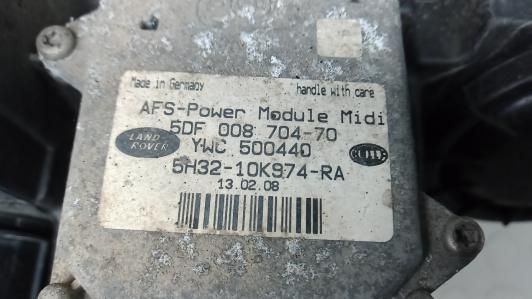 Made in Germany handle with care
AFS-Power Module Midi
5DF 008 704-70
YWC 500440
LAND ROVER
5H32-10K974-RA
13.02.08